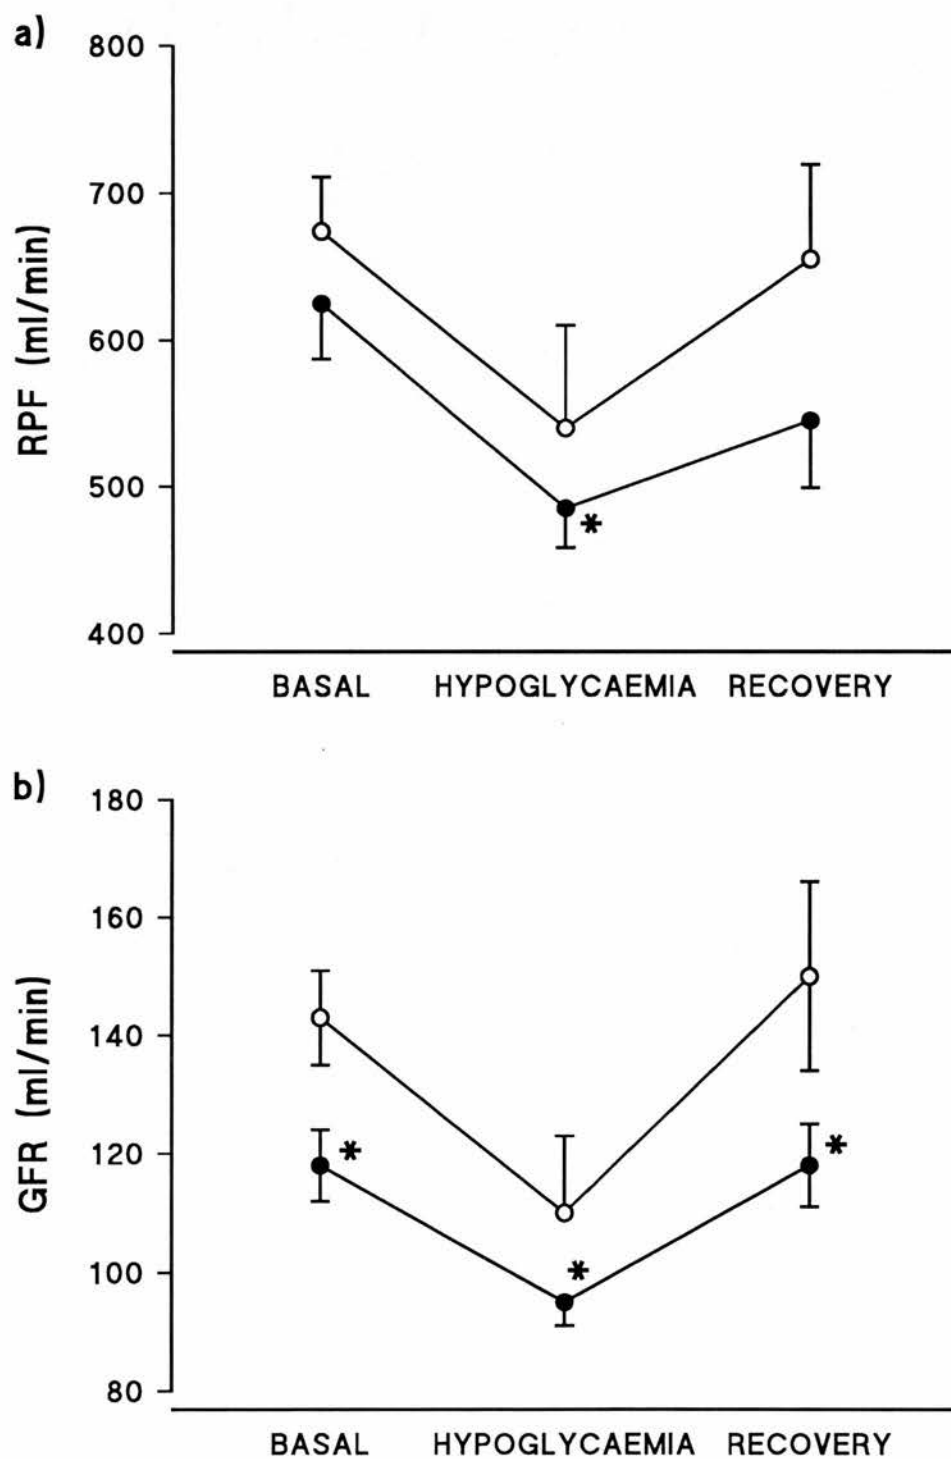 a)
800
700
600
500
400
RPF (ml/min)
BASAL HYPOGLYCAEMIA RECOVERY
*
b)
180
160
140
120
100
80
GFR (ml/min)
*
*
*
BASAL HYPOGLYCAEMIA RECOVERY